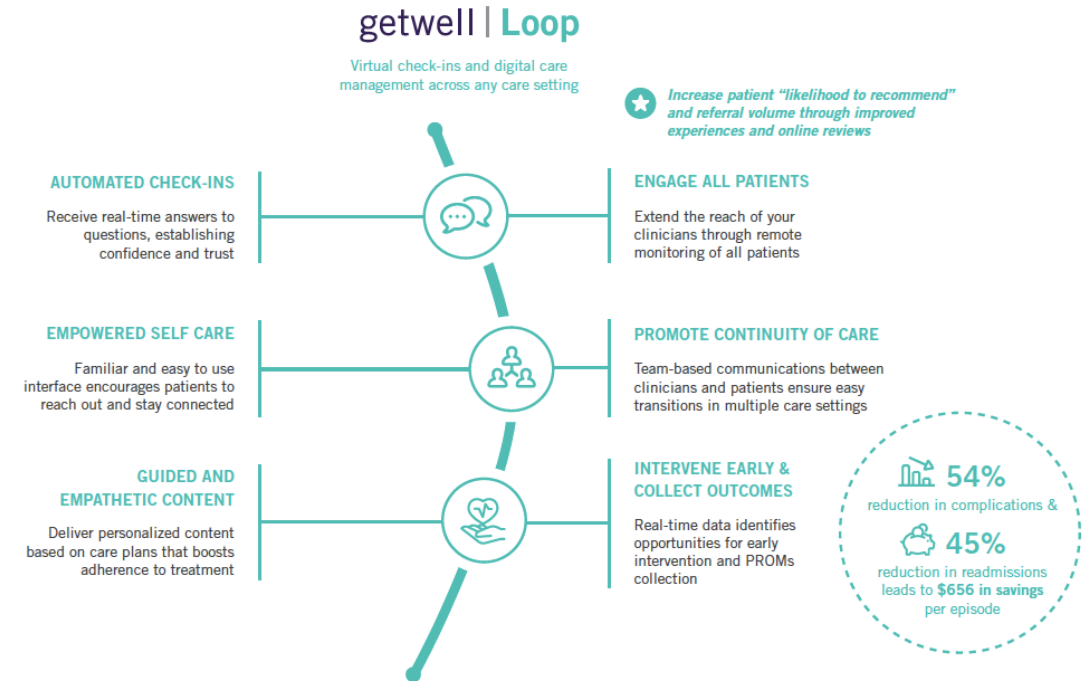 getwell | Loop
Virtual check-ins and digital care
management across any care setting
Increase patient “likelihood to recommend”
and referral volume through improved
experiences and online reviews
AUTOMATED CHECK-INS
Receive real-time answers to
questions, establishing
confidence and trust
ENGAGE ALL PATIENTS
Extend the reach of your
clinicians through remote
monitoring of all patients
EMPOWERED SELF CARE
Familiar and easy to use
interface encourages patients to
reach out and stay connected
PROMOTE CONTINUITY OF CARE
Team-based communications between
clinicians and patients ensure easy
transitions in multiple care settings
GUIDED AND
EMPATHETIC CONTENT
Deliver personalized content
based on care plans that boosts
adherence to treatment
INTERVENE EARLY &
COLLECT OUTCOMES
Real-time data identifies
opportunities for early
intervention and PROMs
collection
54%
reduction in complications &
45%
reduction in readmissions
leads to $656 in savings
per episode